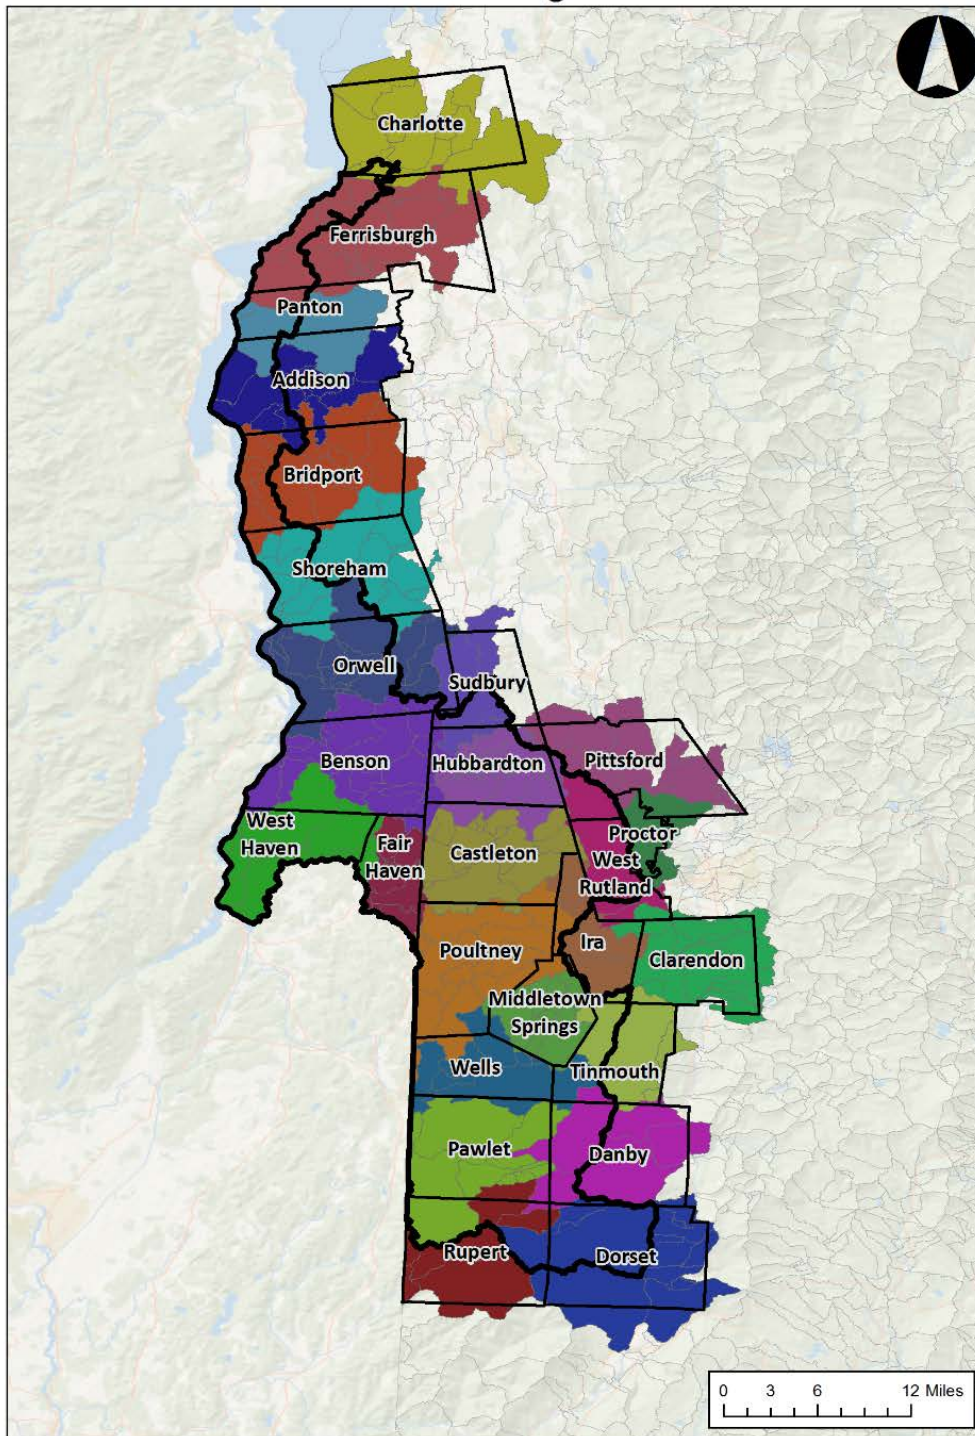 Charlotte
Ferrisburgh
Panton
Addison
Bridport
Shoreham
Orwell
Sudbury
Benson
Hubbardton
Pittsford
West
Haven
Fair
Haven
Castleton
Proctor
West
Rutland
Poultney
Ira
Clarendon
Middletown
Springs
Wells
Tinmouth
Pawlet
Danby
Rupert
Dorset
0 3 6 12 Miles